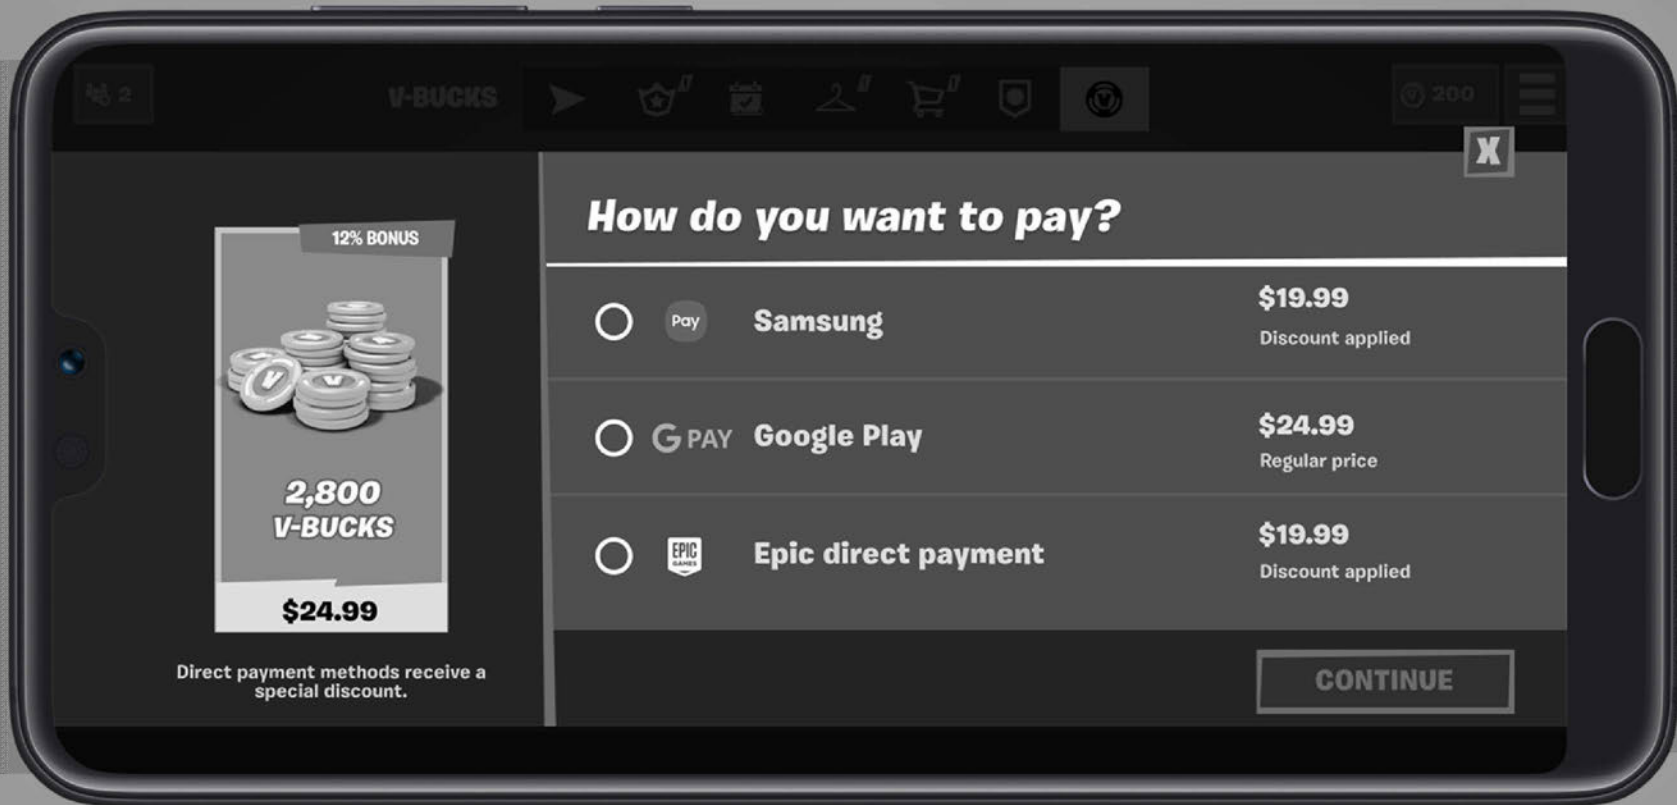 2
V-BUCKS
200
X
12% BONUS
2,800
V-BUCKS
$24.99
Direct payment methods receive a
special discount.
How do you want to pay?
Pay
Samsung
$19.99
Discount applied
G PAY
Google Play
$24.99
Regular price
EPIC
GAMES
Epic direct payment
$19.99
Discount applied
CONTINUE